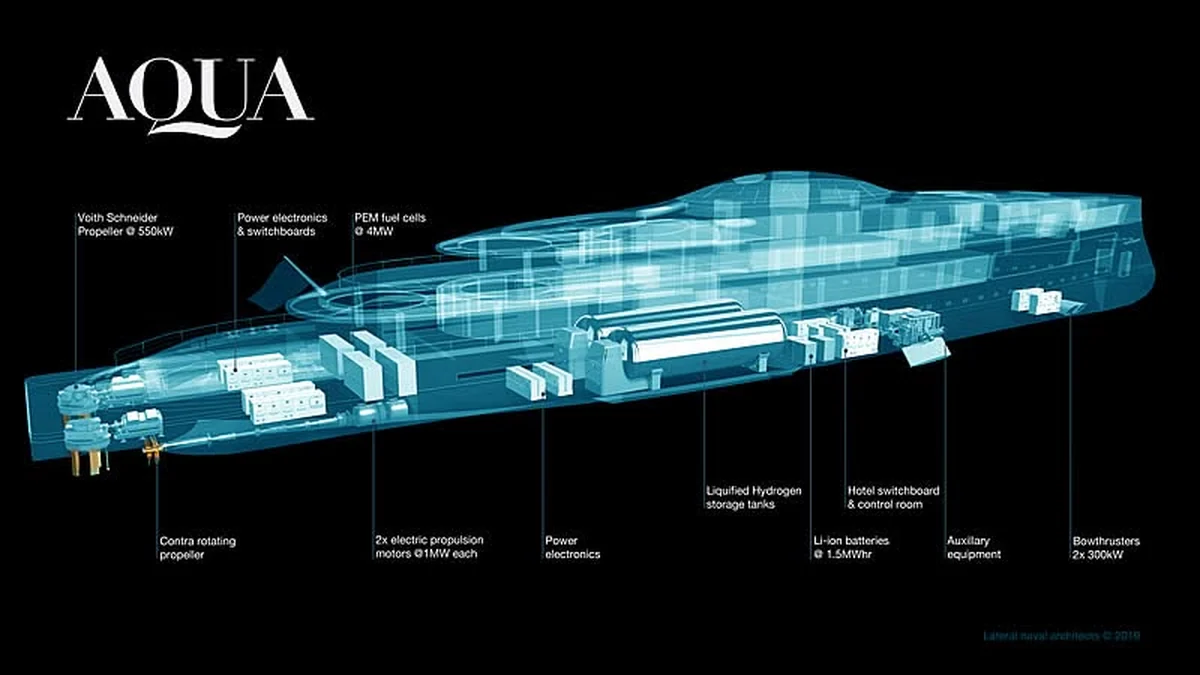 AQUA
Voith Schneider
Propeller @ 550kW
Power electronics
& switchboards
PEM fuel cells
@ 4MW
Liquified Hydrogen
storage tanks
Hotel switchboard
& control room
Contra rotating
propeller
2x electric propulsion
motors @1MW each
Power
electronics
Li-ion batteries
@ 1.5MWhr
Auxillary
equipment
Bowthrusters
2x 300kW
Lateral naval architects © 2019